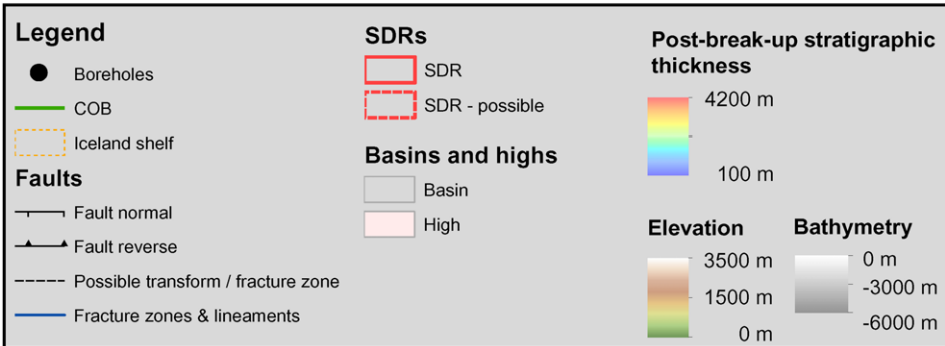 Legend
Boreholes
COB
Iceland shelf
Faults
Fault normal
Fault reverse
Possible transform / fracture zone
Fracture zones & lineaments
SDRs
SDR
SDR - possible
Basins and highs
Basin
High
Post-break-up stratigraphic
thickness
4200 m
100 m
Elevation
3500 m
1500 m
0 m
Bathymetry
0 m
-3000 m
-6000 m